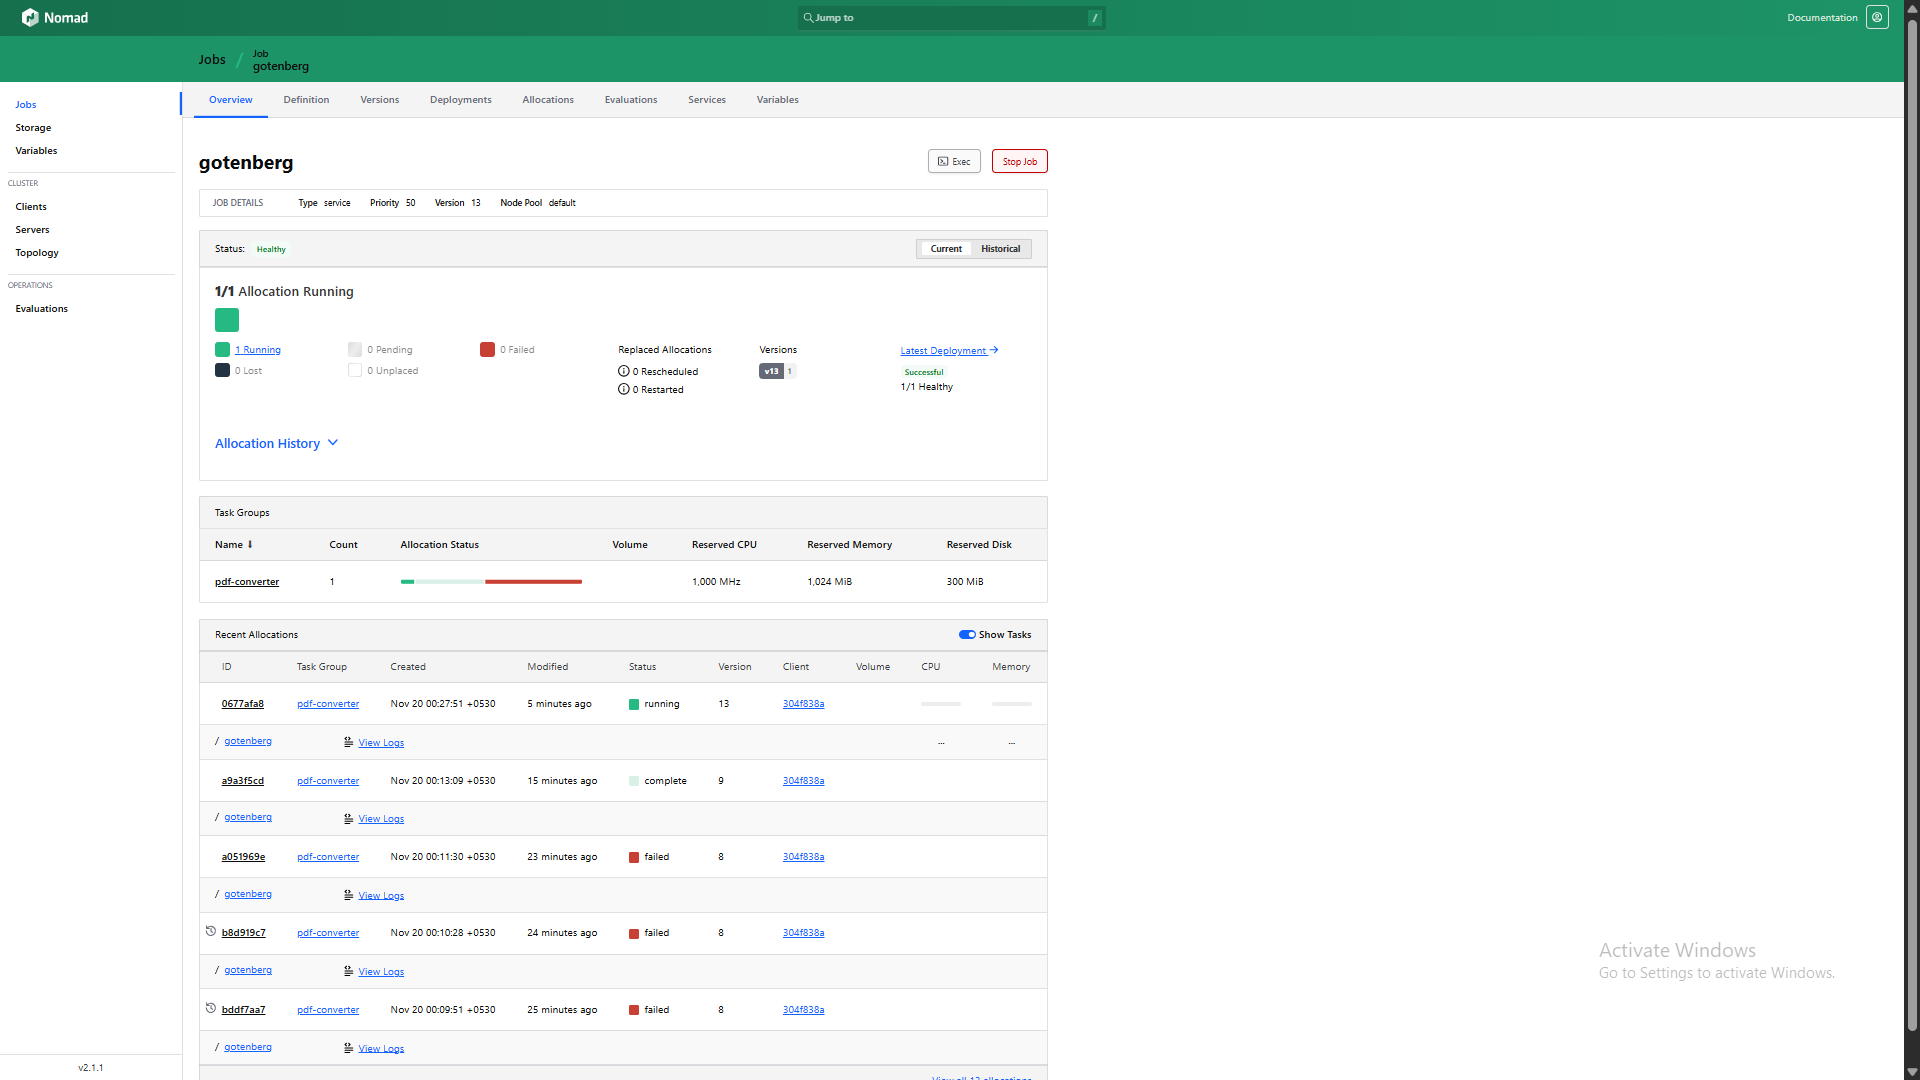 Nomad
Jump to
/
Documentation
Jobs / Job
gotenberg
Jobs
Storage
Variables
CLUSTER
Clients
Servers
Topology
OPERATIONS
Evaluations
v2.1.1
Overview Definition Versions Deployments Allocations Evaluations Services Variables
gotenberg
Exec
Stop Job
JOB DETAILS Type service Priority 50 Version 13 Node Pool default
Status: Healthy
Current Historical
1/1 Allocation Running
1 Running 0 Pending 0 Failed
0 Lost 0 Unplaced
Replaced Allocations
0 Rescheduled
0 Restarted
Versions
v13 1
Latest Deployment
Successful
1/1 Healthy
Allocation History
Task Groups
Name Count Allocation Status Volume Reserved CPU Reserved Memory Reserved Disk
pdf-converter 1 1,000 MHz 1,024 MiB 300 MiB
Recent Allocations
Show Tasks
ID Task Group Created Modified Status Version Client Volume CPU Memory
0677afa8 pdf-converter Nov 20 00:27:51 +0530 5 minutes ago running 13 304f838a
/ gotenberg View Logs ... ...
a9a3f5cd pdf-converter Nov 20 00:13:09 +0530 15 minutes ago complete 9 304f838a
/ gotenberg View Logs
a051969e pdf-converter Nov 20 00:11:30 +0530 23 minutes ago failed 8 304f838a
/ gotenberg View Logs
b8d919c7 pdf-converter Nov 20 00:10:28 +0530 24 minutes ago failed 8 304f838a
/ gotenberg View Logs
bddf7aa7 pdf-converter Nov 20 00:09:51 +0530 25 minutes ago failed 8 304f838a
/ gotenberg View Logs
View all 13 allocations
Activate Windows
Go to Settings to activate Windows.